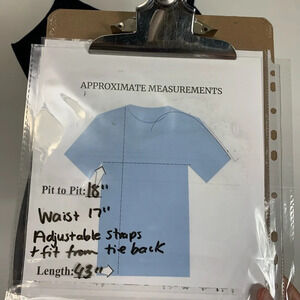 APPROXIMATE MEASUREMENTS
Pit to Pit: 18"
Waist 17"
Adjustable straps
+ fit from tie back
Length: 43"